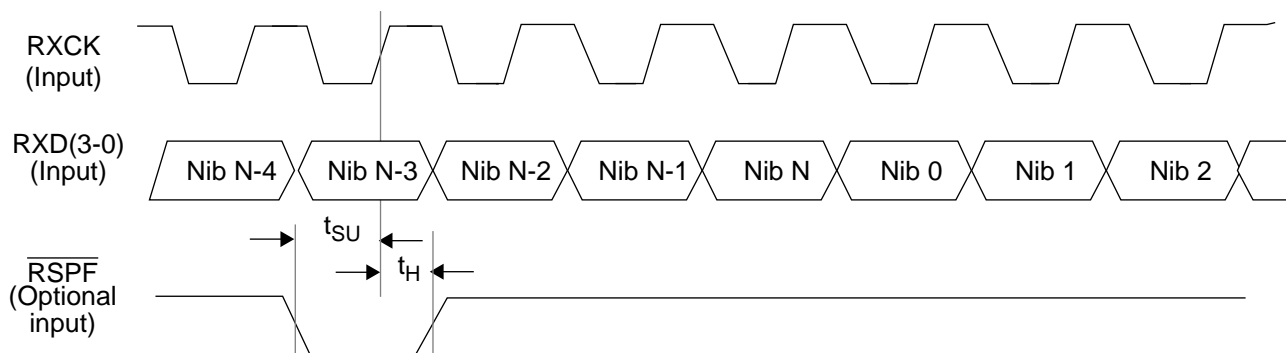 RXCK
(Input)
RXD(3-0)
(Input)
Nib N-4 Nib N-3 Nib N-2 Nib N-1 Nib N Nib 0 Nib 1 Nib 2
tSU
tH
RSPF
(Optional
input)